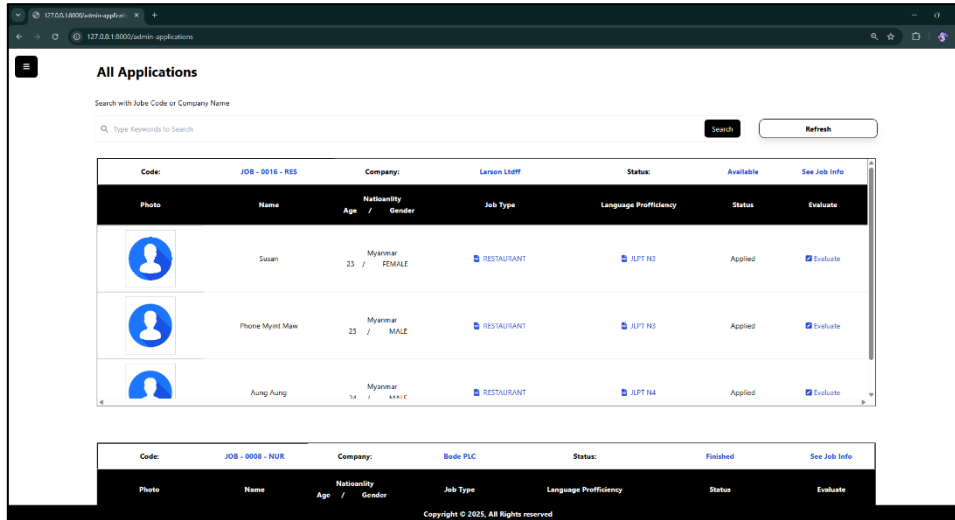 127.0.0.1:8000/admin-applicati
127.0.0.1:8000/admin-applications
All Applications
Search with Jobe Code or Company Name
Type Keywords to Search
Search
Refresh
Code: JOB - 0016 - RES Company: Larson Ltdff Status: Available See Job Info
Photo Name Natioanlity Age / Gender Job Type Language Profficiency Status Evaluate
Susan Myanmar 23 / FEMALE RESTAURANT JLPT N3 Applied Evaluate
Phone Myint Maw Myanmar 23 / MALE RESTAURANT JLPT N3 Applied Evaluate
Aung Aung Myanmar 24 / MALE RESTAURANT JLPT N4 Applied Evaluate
Code: JOB - 0008 - NUR Company: Bode PLC Status: Finished See Job Info
Photo Name Natioanlity Age / Gender Job Type Language Profficiency Status Evaluate
Copyright © 2025, All Rights reserved